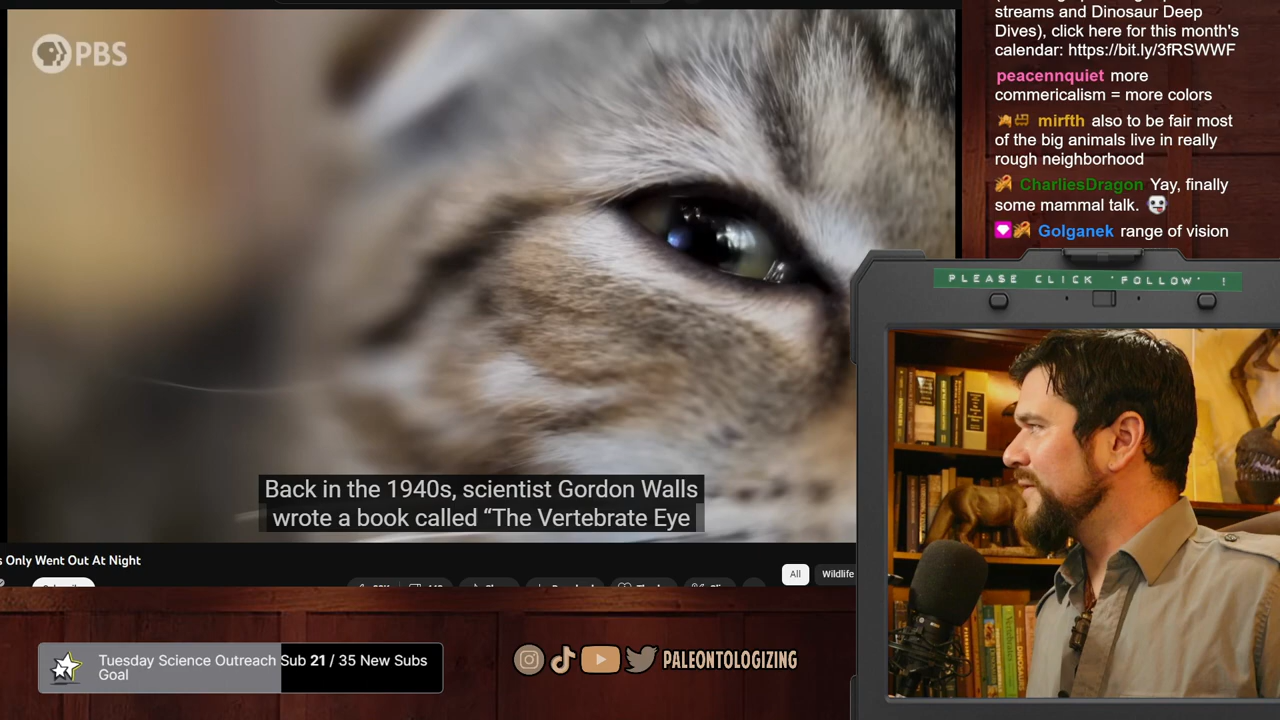 PBS
Back in the 1940s, scientist Gordon Walls
wrote a book called “The Vertebrate Eye
s Only Went Out At Night
All
Wildlife
streams and Dinosaur Deep
Dives), click here for this month's
calendar: https://bit.ly/3fRSWWF
peacennquiet more
commericalism = more colors
mirfth also to be fair most
of the big animals live in really
rough neighborhood
CharliesDragon Yay, finally
some mammal talk.
Golganek range of vision
PLEASE CLICK 'FOLLOW' !
Tuesday Science Outreach Sub 21 / 35 New Subs
Goal
PALEONTOLOGIZING